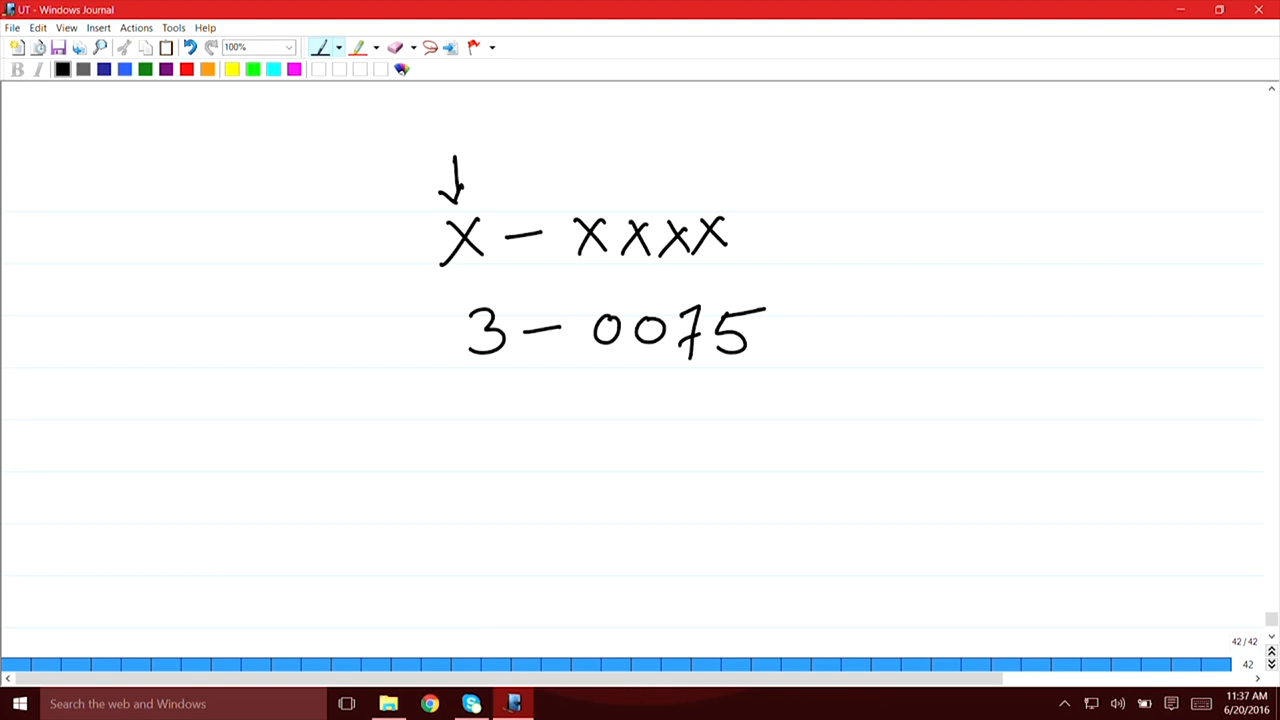 UT - Windows Journal
File Edit View Insert Actions Tools Help
100%
B I
X - X X X X
3 - 0075
42 / 42
42
Search the web and Windows
11:37 AM
6/20/2016